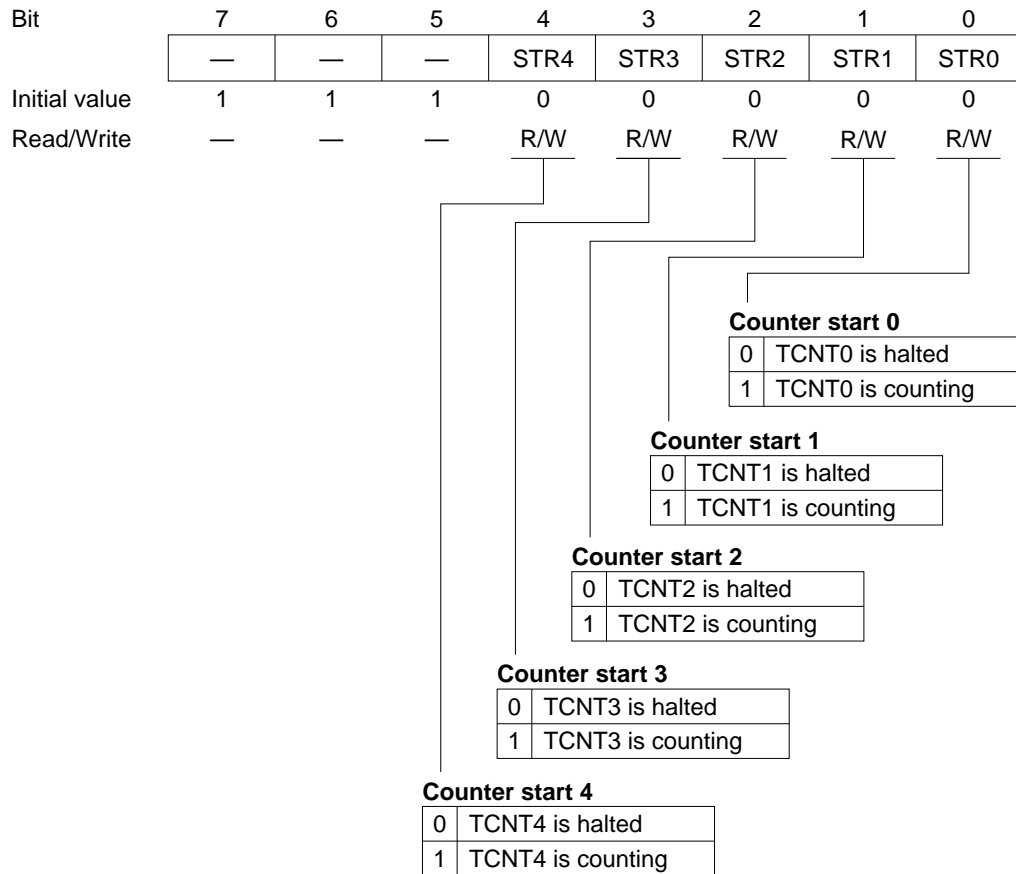 Bit 7 6 5 4 3 2 1 0
— — — STR4 STR3 STR2 STR1 STR0
Initial value 1 1 1 0 0 0 0 0
Read/Write — — — R/W R/W R/W R/W R/W
Counter start 0
0 TCNT0 is halted
1 TCNT0 is counting
Counter start 1
0 TCNT1 is halted
1 TCNT1 is counting
Counter start 2
0 TCNT2 is halted
1 TCNT2 is counting
Counter start 3
0 TCNT3 is halted
1 TCNT3 is counting
Counter start 4
0 TCNT4 is halted
1 TCNT4 is counting